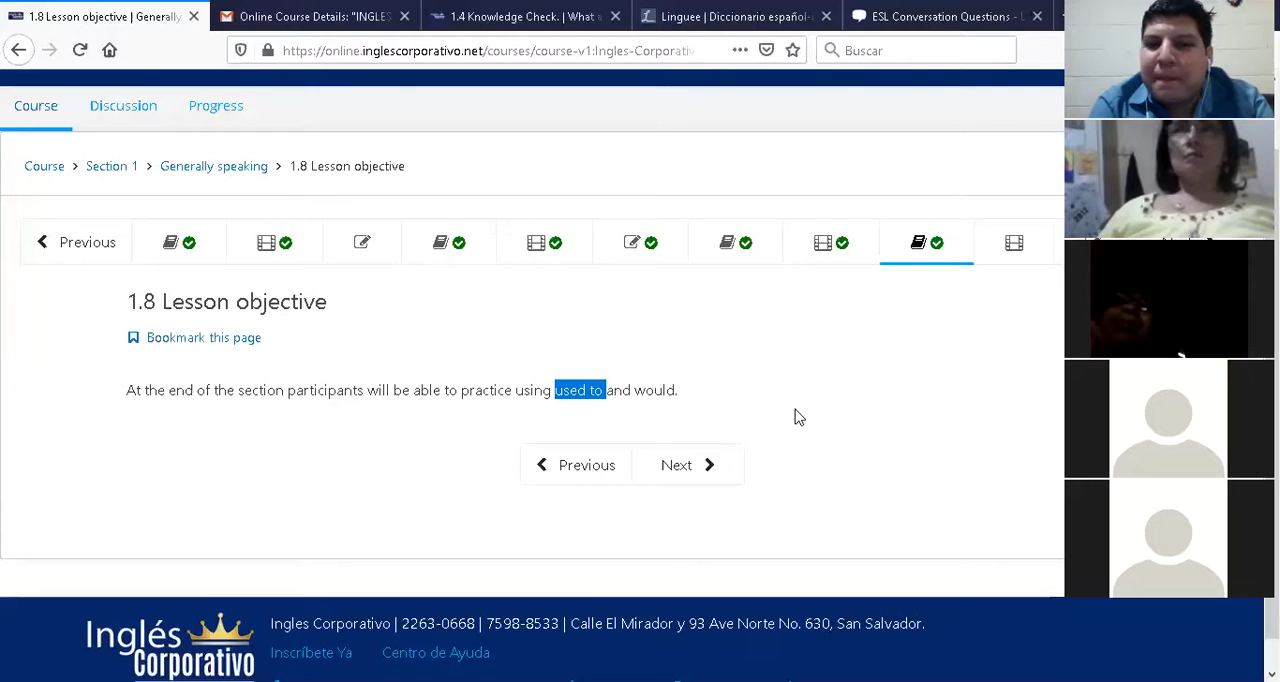 1.8 Lesson objective | Generally
Online Course Details: "INGLES
1.4 Knowledge Check. | What a
Linguee | Diccionario español-
ESL Conversation Questions -
https://online.inglescorporativo.net/courses/course-v1:Ingles-Corporativ
Buscar
Course Discussion Progress
Course > Section 1 > Generally speaking > 1.8 Lesson objective
Previous
1.8 Lesson objective
Bookmark this page
At the end of the section participants will be able to practice using used to and would.
Previous Next
Inglés Corporativo
Ingles Corporativo | 2263-0668 | 7598-8533 | Calle El Mirador y 93 Ave Norte No. 630, San Salvador.
Inscríbete Ya Centro de Ayuda